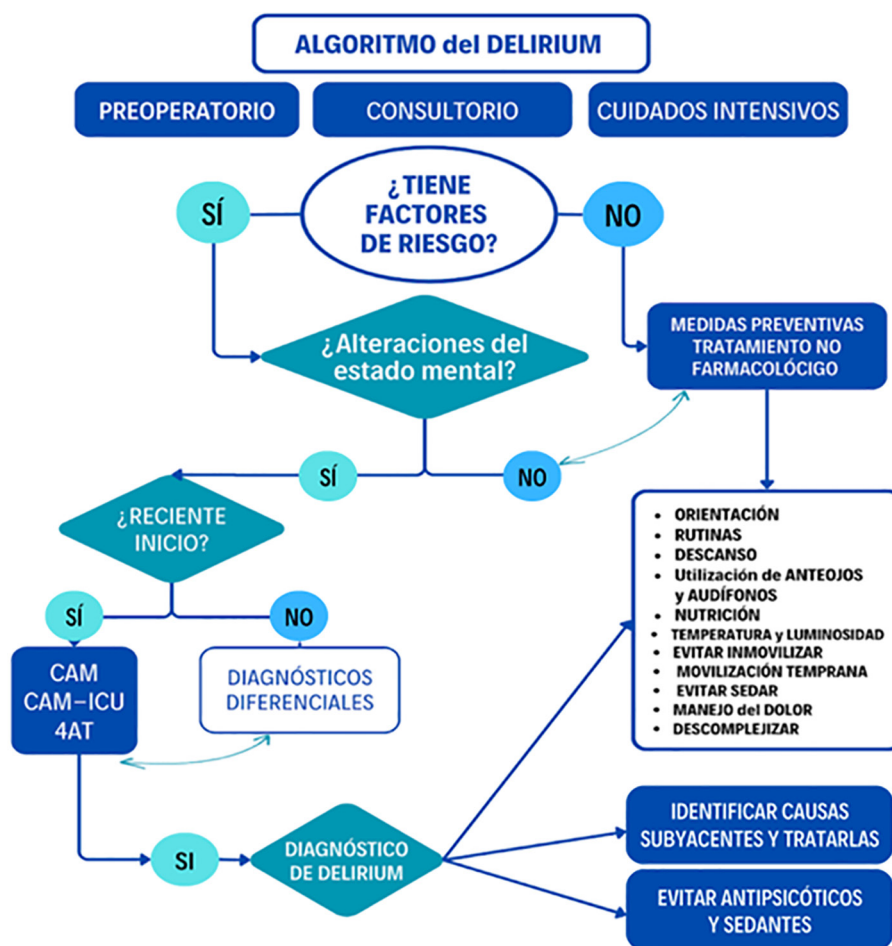 ALGORITMO del DELIRIUM
PREOPERATORIO
CONSULTORIO
CUIDADOS INTENSIVOS
¿TIENE
FACTORES
DE RIESGO?
SÍ
NO
¿Alteraciones del
estado mental?
MEDIDAS PREVENTIVAS
TRATAMIENTO NO
FARMACOLÓCIGO
SÍ
NO
¿RECIENTE
INICIO?
• ORIENTACIÓN
• RUTINAS
• DESCANSO
• Utilización de ANTEOJOS
y AUDÍFONOS
• NUTRICIÓN
• TEMPERATURA y LUMINOSIDAD
• EVITAR INMOVILIZAR
• MOVILIZACIÓN TEMPRANA
• EVITAR SEDAR
• MANEJO del DOLOR
• DESCOMPLEJIZAR
SÍ
NO
CAM
CAM-ICU
4AT
DIAGNÓSTICOS
DIFERENCIALES
SI
DIAGNÓSTICO
DE DELIRIUM
IDENTIFICAR CAUSAS
SUBYACENTES Y TRATARLAS
EVITAR ANTIPSICÓTICOS
Y SEDANTES